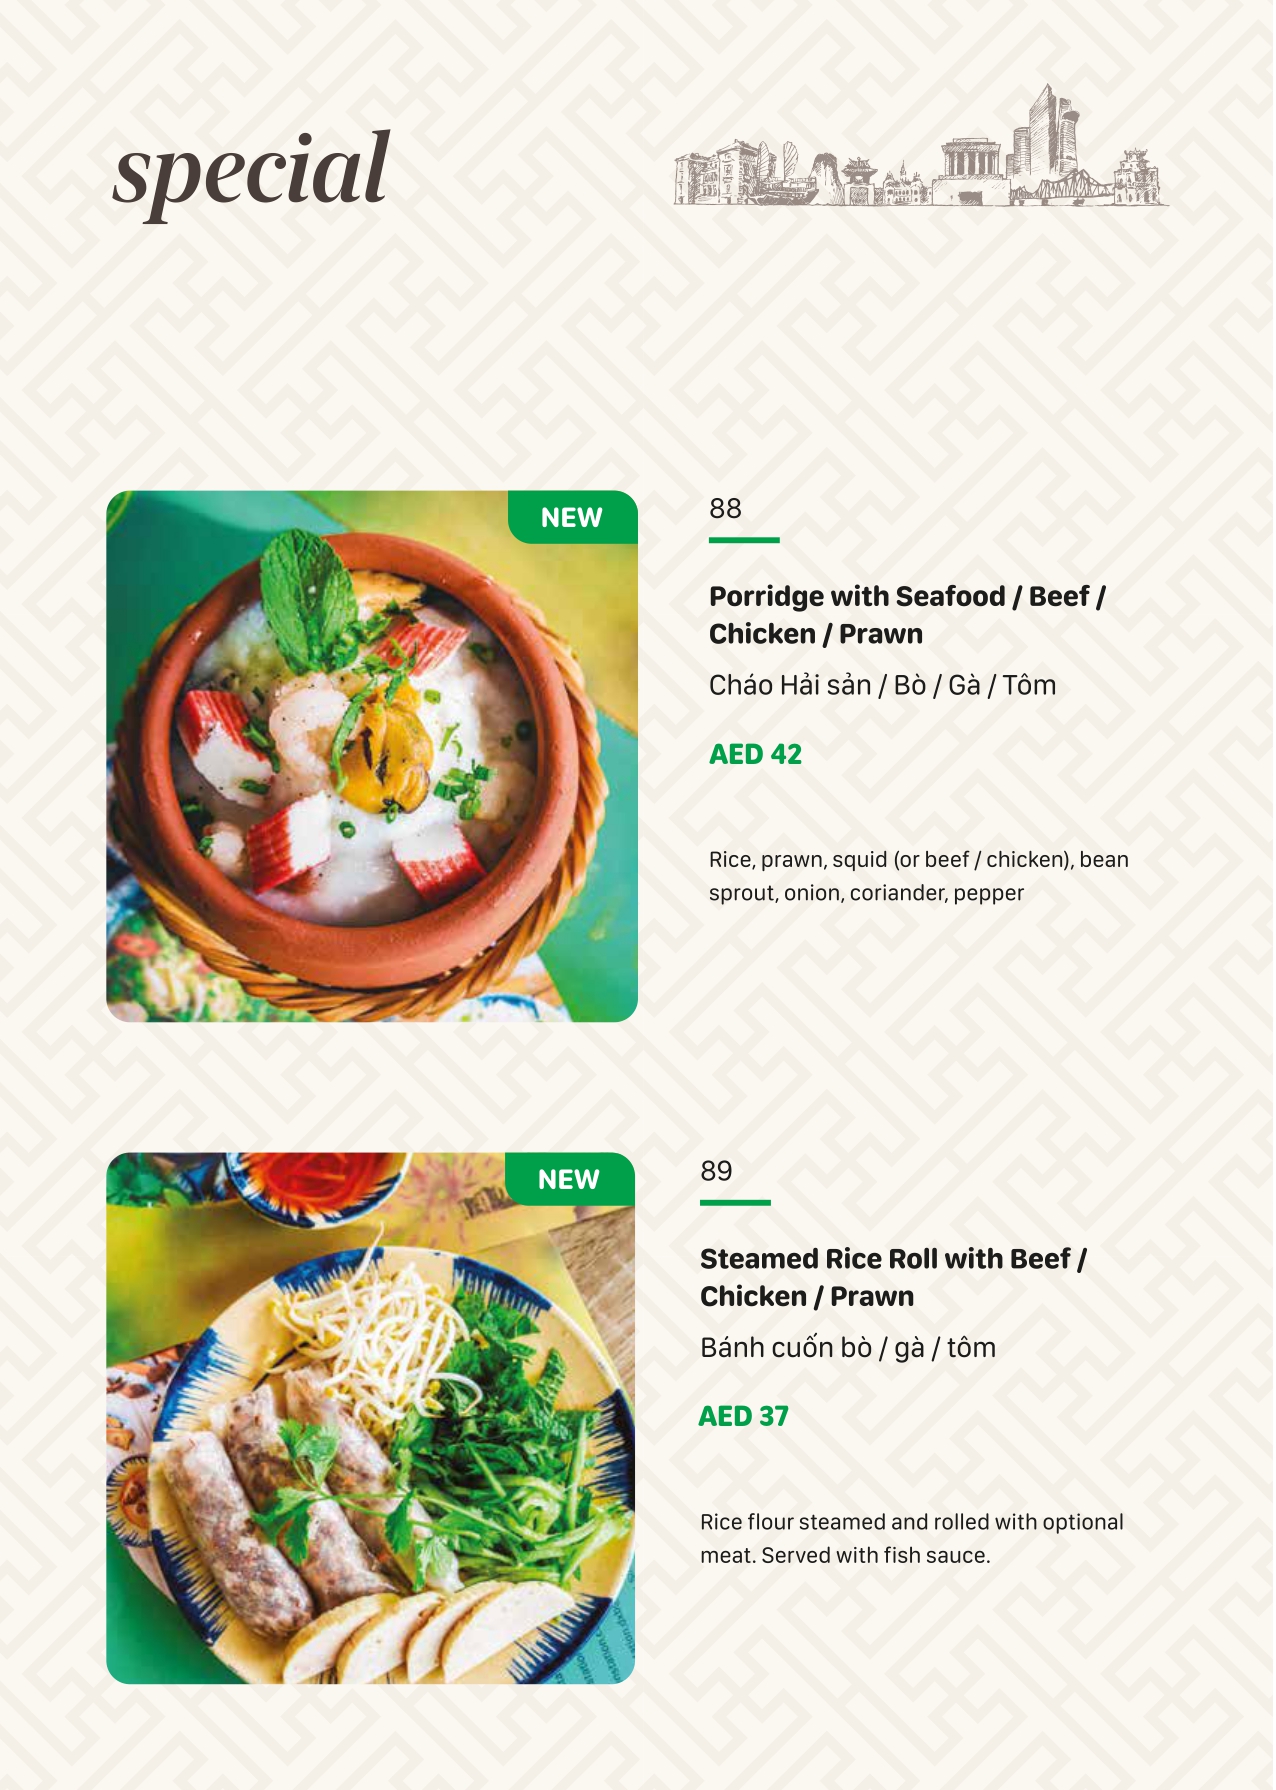 special
NEW
88
Porridge with Seafood / Beef /
Chicken / Prawn
Cháo Hải sản / Bò / Gà / Tôm
AED 42
Rice, prawn, squid (or beef / chicken), bean
sprout, onion, coriander, pepper
NEW
89
Steamed Rice Roll with Beef /
Chicken / Prawn
Bánh cuốn bò / gà / tôm
AED 37
Rice flour steamed and rolled with optional
meat. Served with fish sauce.